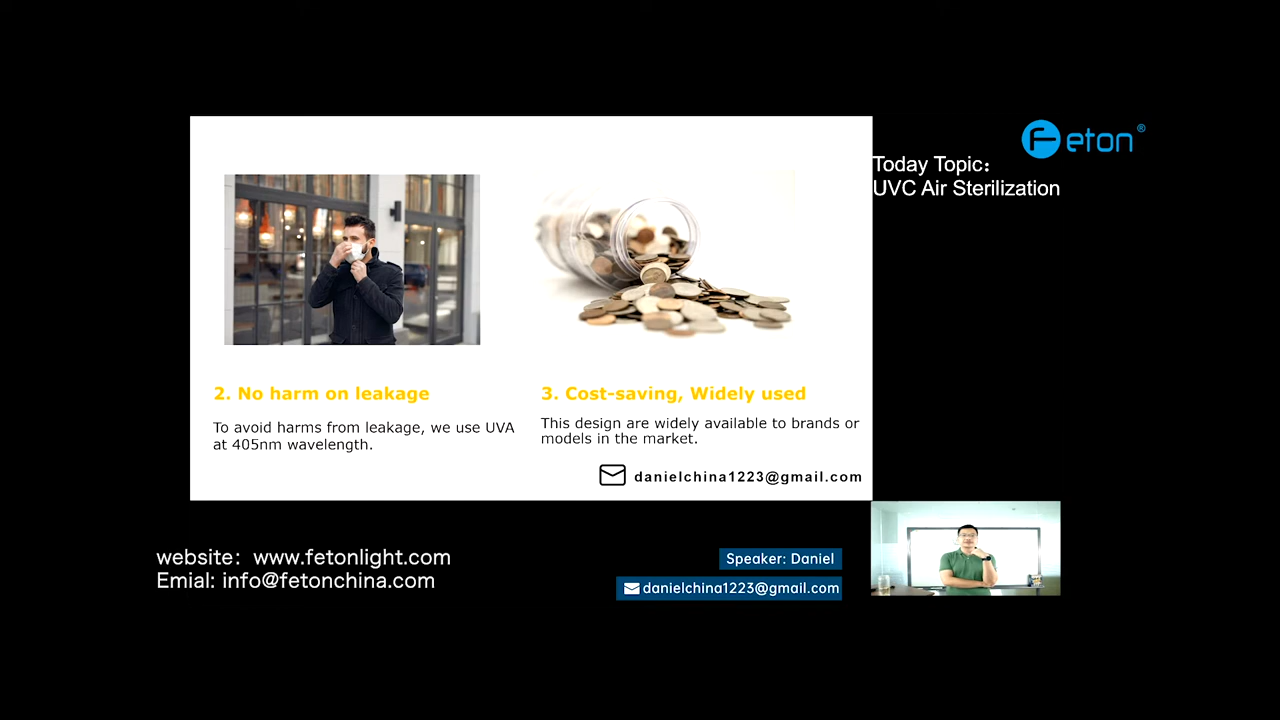 Feton®
Today Topic：
UVC Air Sterilization
2. No harm on leakage
To avoid harms from leakage, we use UVA
at 405nm wavelength.
3. Cost-saving, Widely used
This design are widely available to brands or
models in the market.
danielchina1223@gmail.com
website：www.fetonlight.com
Emial: info@fetonchina.com
Speaker: Daniel
danielchina1223@gmail.com